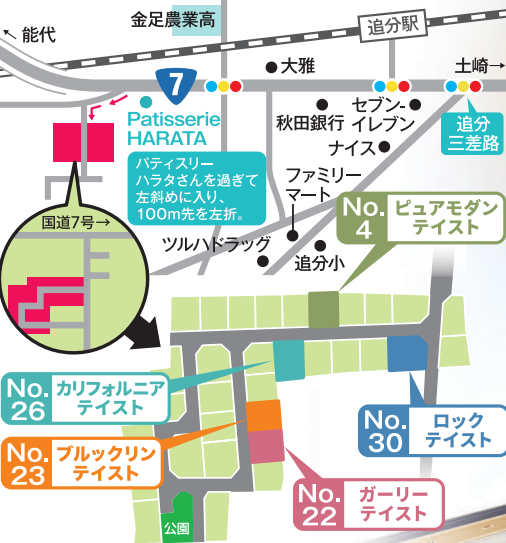 金足農業高
追分駅
能代
7
大雅
土崎→
Patisserie
HARATA
秋田銀行
セブン-
イレブン
追分
三差路
ナイス
パティスリー
ハラタさんを過ぎて
左斜めに入り、
100m先を左折。
ファミリー
マート
国道7号→
ツルハドラッグ
追分小
No.
4
ピュアモダン
テイスト
No.
26
カリフォルニア
テイスト
No.
23
ブルックリン
テイスト
No.
30
ロック
テイスト
No.
22
ガーリー
テイスト
公園